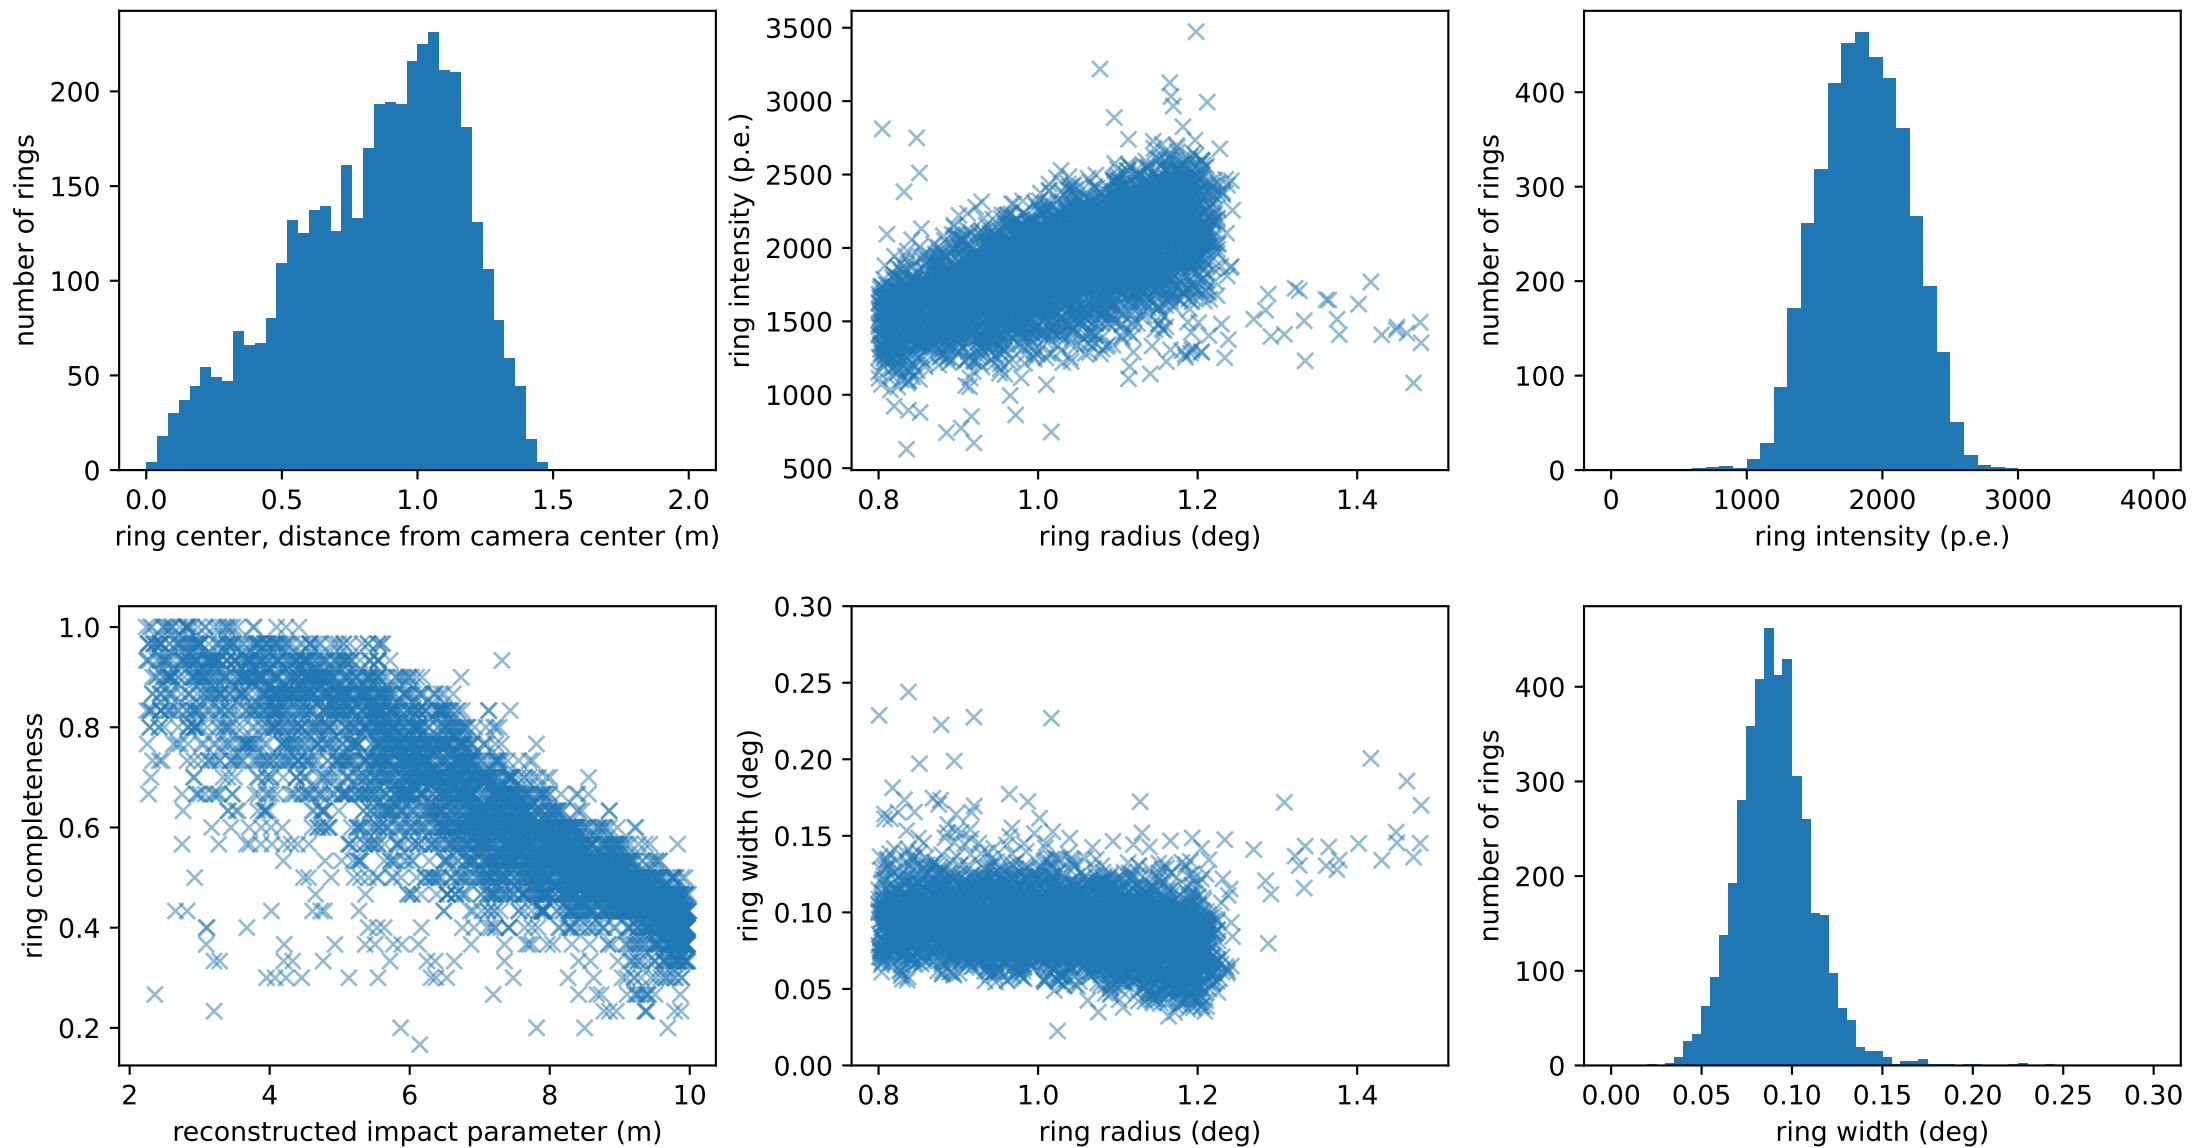 200
150
100
50
0
number of rings
0.0 0.5 1.0 1.5 2.0
ring center, distance from camera center (m)
3500
3000
2500
2000
1500
1000
500
ring intensity (p.e.)
0.8 1.0 1.2 1.4
ring radius (deg)
400
300
200
100
0
number of rings
0 1000 2000 3000 4000
ring intensity (p.e.)
1.0
0.8
0.6
0.4
0.2
ring completeness
2 4 6 8 10
reconstructed impact parameter (m)
0.30
0.25
0.20
0.15
0.10
0.05
0.00
ring width (deg)
0.8 1.0 1.2 1.4
ring radius (deg)
400
300
200
100
0
number of rings
0.00 0.05 0.10 0.15 0.20 0.25 0.30
ring width (deg)